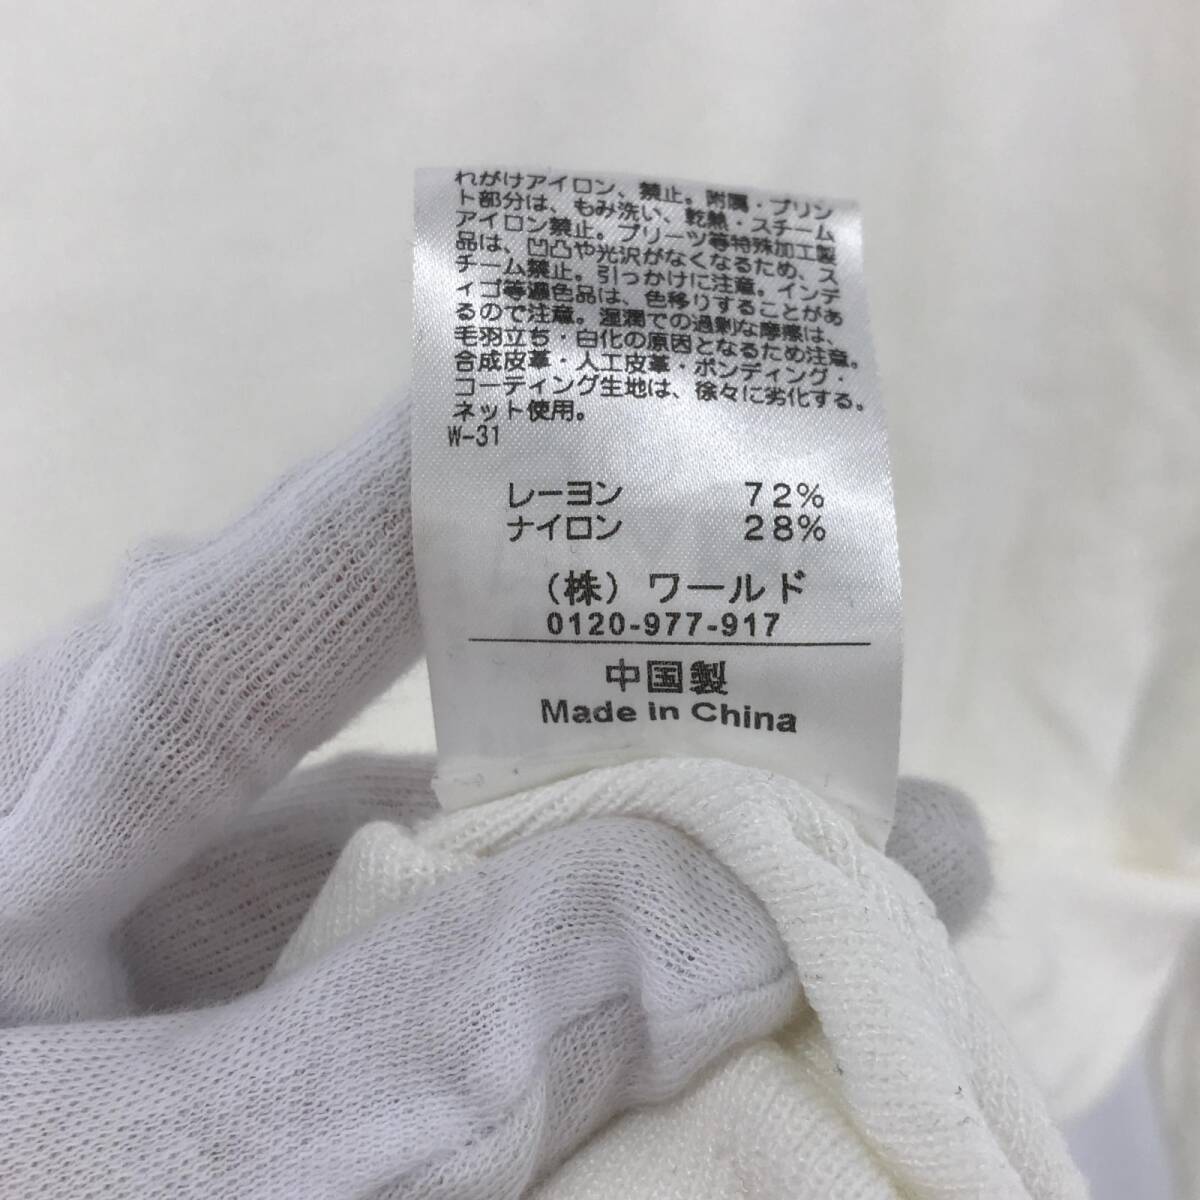 れがけアイロン、禁止。附属・プリン
ト部分は、もみ洗い、乾熱・スチーム
アイロン禁止。プリーツ等特殊加工製
品は、凹凸や光沢がなくなるため、ス
チーム禁止。引っかけに注意。インデ
ィゴ等濃色品は、色移りすることがあ
るので注意。湿潤での過剰な摩擦は、
毛羽立ち・白化の原因となるため注意。
合成皮革・人工皮革・ボンディング・
コーティング生地は、徐々に劣化する。
ネット使用。
W-31
レーヨン 72%
ナイロン 28%
(株) ワールド
0120-977-917
中国製
Made in China